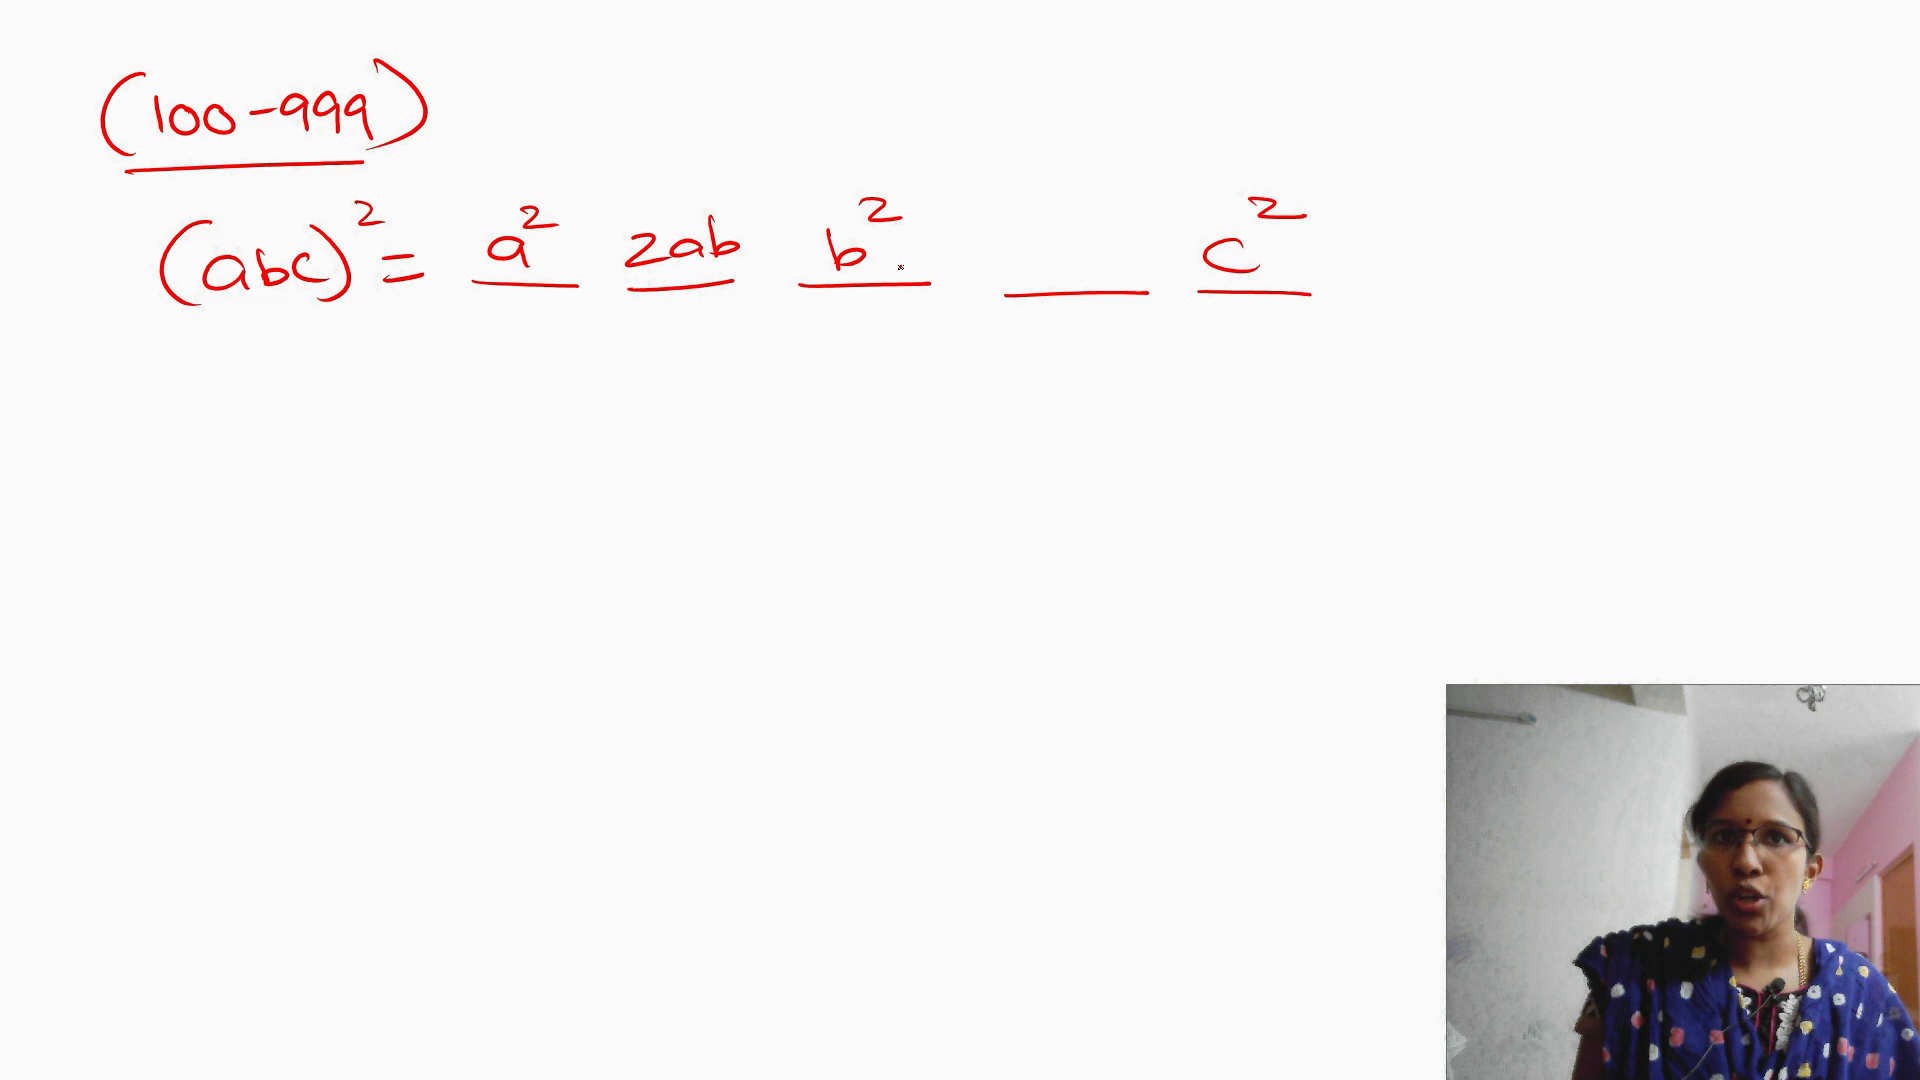 (100-999)
(abc)² = a² 2ab b² ___ c²